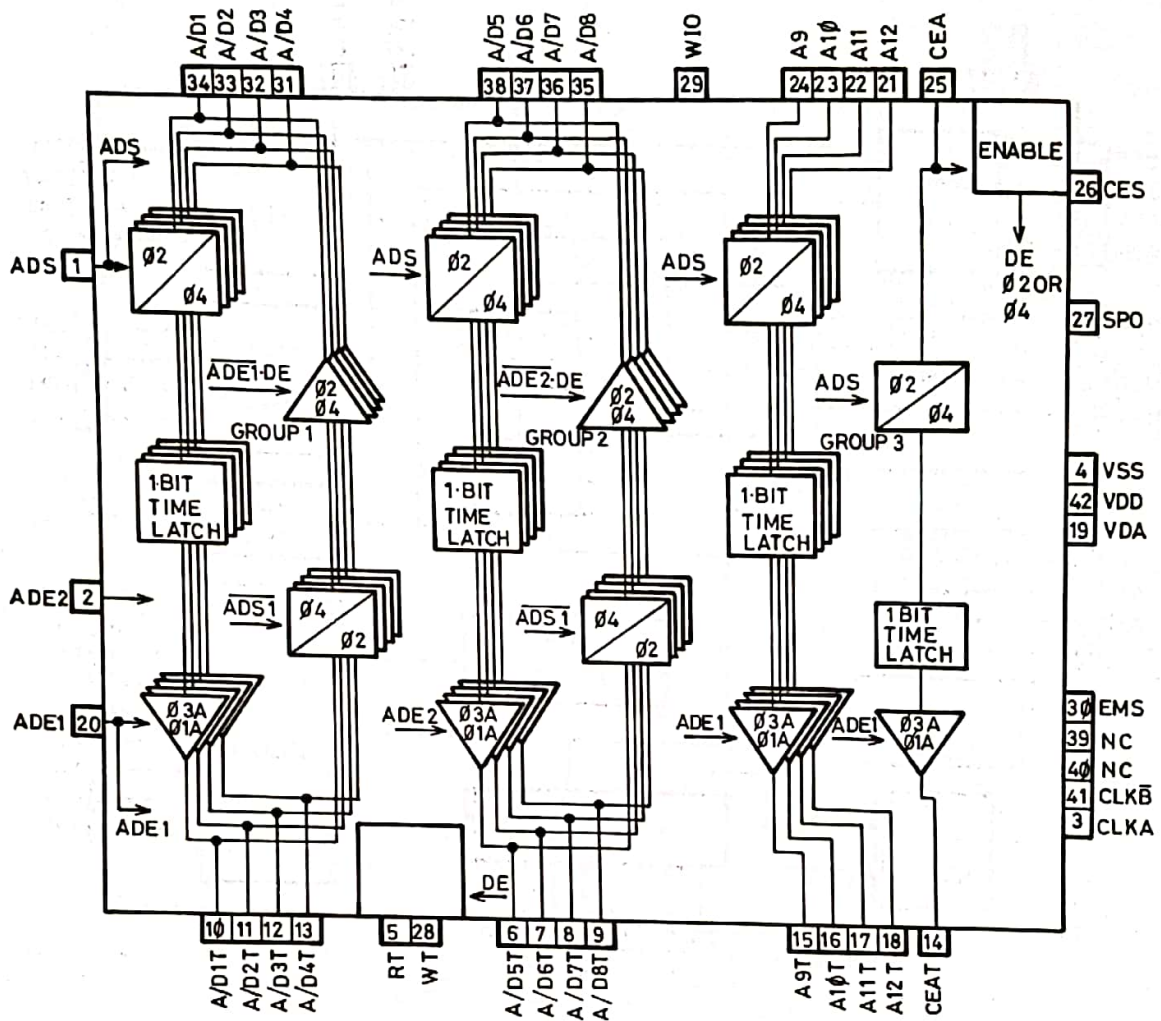 A/D1 A/D2 A/D3 A/D4
A/D5 A/D6 A/D7 A/D8
WIO
A9 A1Ø A11 A12
CEA
34 33 32 31
38 37 36 35
29
24 23 22 21
25
ADS
ENABLE
26 CES
ADS 1
Ø2
Ø4
ADS
Ø2
Ø4
ADS
Ø2
Ø4
DE
Ø2 OR
Ø4
27 SPO
A̅D̅E̅1̅·DE
Ø2
Ø4
GROUP 1
A̅D̅E̅2̅·DE
Ø2
Ø4
GROUP 2
ADS
Ø2
Ø4
GROUP 3
1·BIT
TIME
LATCH
1·BIT
TIME
LATCH
1·BIT
TIME
LATCH
4 VSS
42 VDD
19 VDA
ADE2 2
A̅D̅S̅1̅
Ø4
Ø2
A̅D̅S̅1̅
Ø4
Ø2
1 BIT
TIME
LATCH
ADE1 20
Ø3A
Ø1A
ADE2
Ø3A
Ø1A
ADE1
Ø3A
Ø1A
ADE1
Ø3A
Ø1A
3Ø EMS
39 NC
4Ø NC
41 CLKB̅
3 CLKA
ADE1
DE
1Ø 11 12 13
5 28
6 7 8 9
15 16 17 18
14
A/D1T A/D2T A/D3T A/D4T
RT WT
A/D5T A/D6T A/D7T A/D8T
A9T A1ØT A11T A12T
CEAT